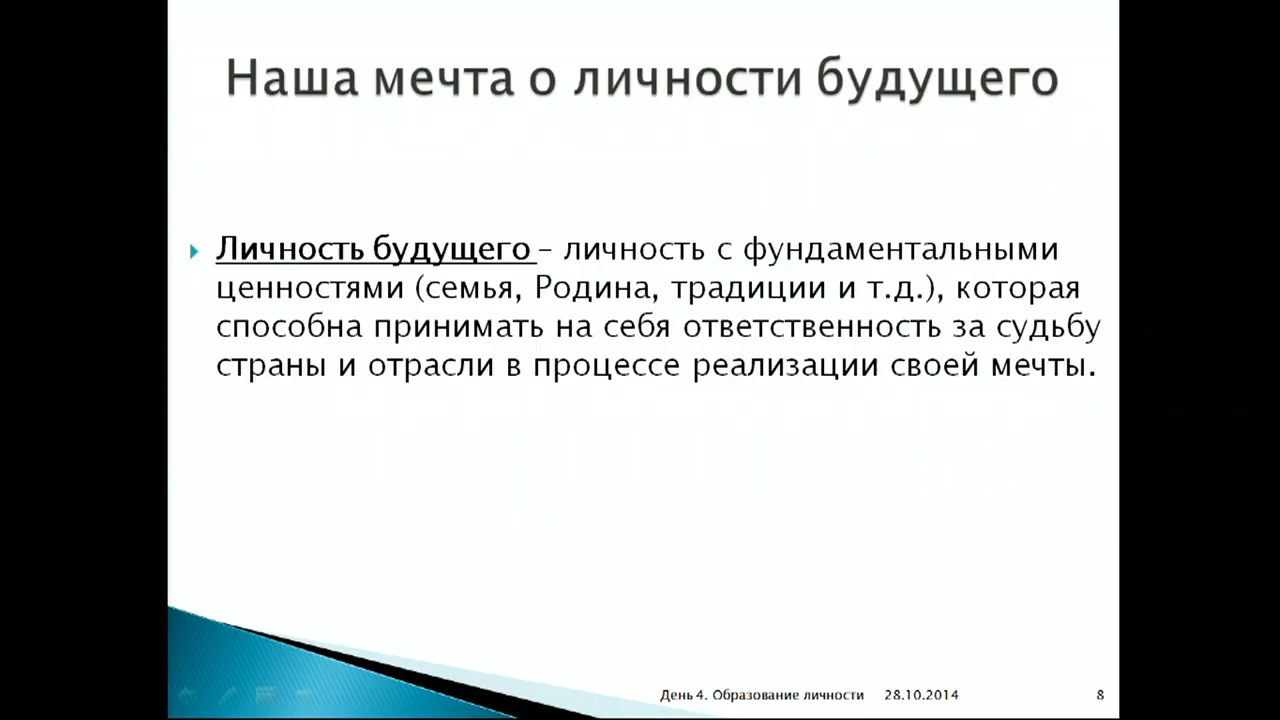 Наша мечта о личности будущего
Личность будущего – личность с фундаментальными
ценностями (семья, Родина, традиции и т.д.), которая
способна принимать на себя ответственность за судьбу
страны и отрасли в процессе реализации своей мечты.
День 4. Образование личности 28.10.2014 8